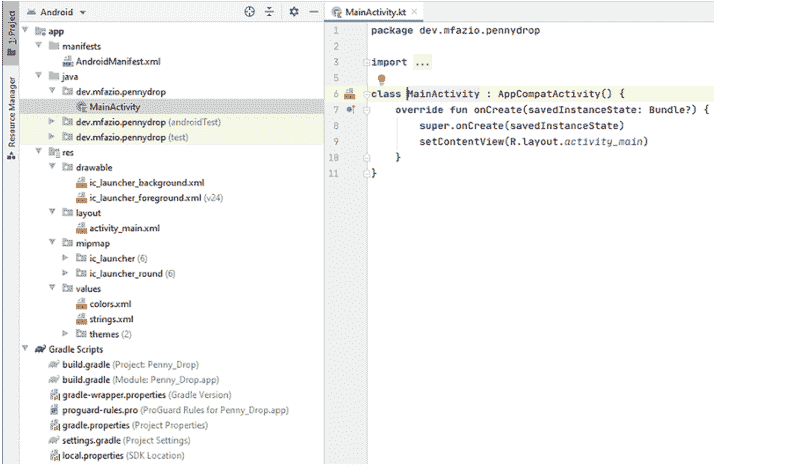 1: Project
Resource Manager
Android
app
manifests
AndroidManifest.xml
java
dev.mfazio.pennydrop
MainActivity
dev.mfazio.pennydrop (androidTest)
dev.mfazio.pennydrop (test)
res
drawable
ic_launcher_background.xml
ic_launcher_foreground.xml (v24)
layout
activity_main.xml
mipmap
ic_launcher (6)
ic_launcher_round (6)
values
colors.xml
strings.xml
themes (2)
Gradle Scripts
build.gradle (Project: Penny_Drop)
build.gradle (Module: Penny_Drop.app)
gradle-wrapper.properties (Gradle Version)
proguard-rules.pro (ProGuard Rules for Penny_Drop.app)
gradle.properties (Project Properties)
settings.gradle (Project Settings)
local.properties (SDK Location)
MainActivity.kt
1 package dev.mfazio.pennydrop
2
3 import ...
5
6 class MainActivity : AppCompatActivity() {
7 override fun onCreate(savedInstanceState: Bundle?) {
8 super.onCreate(savedInstanceState)
9 setContentView(R.layout.activity_main)
10 }
11 }